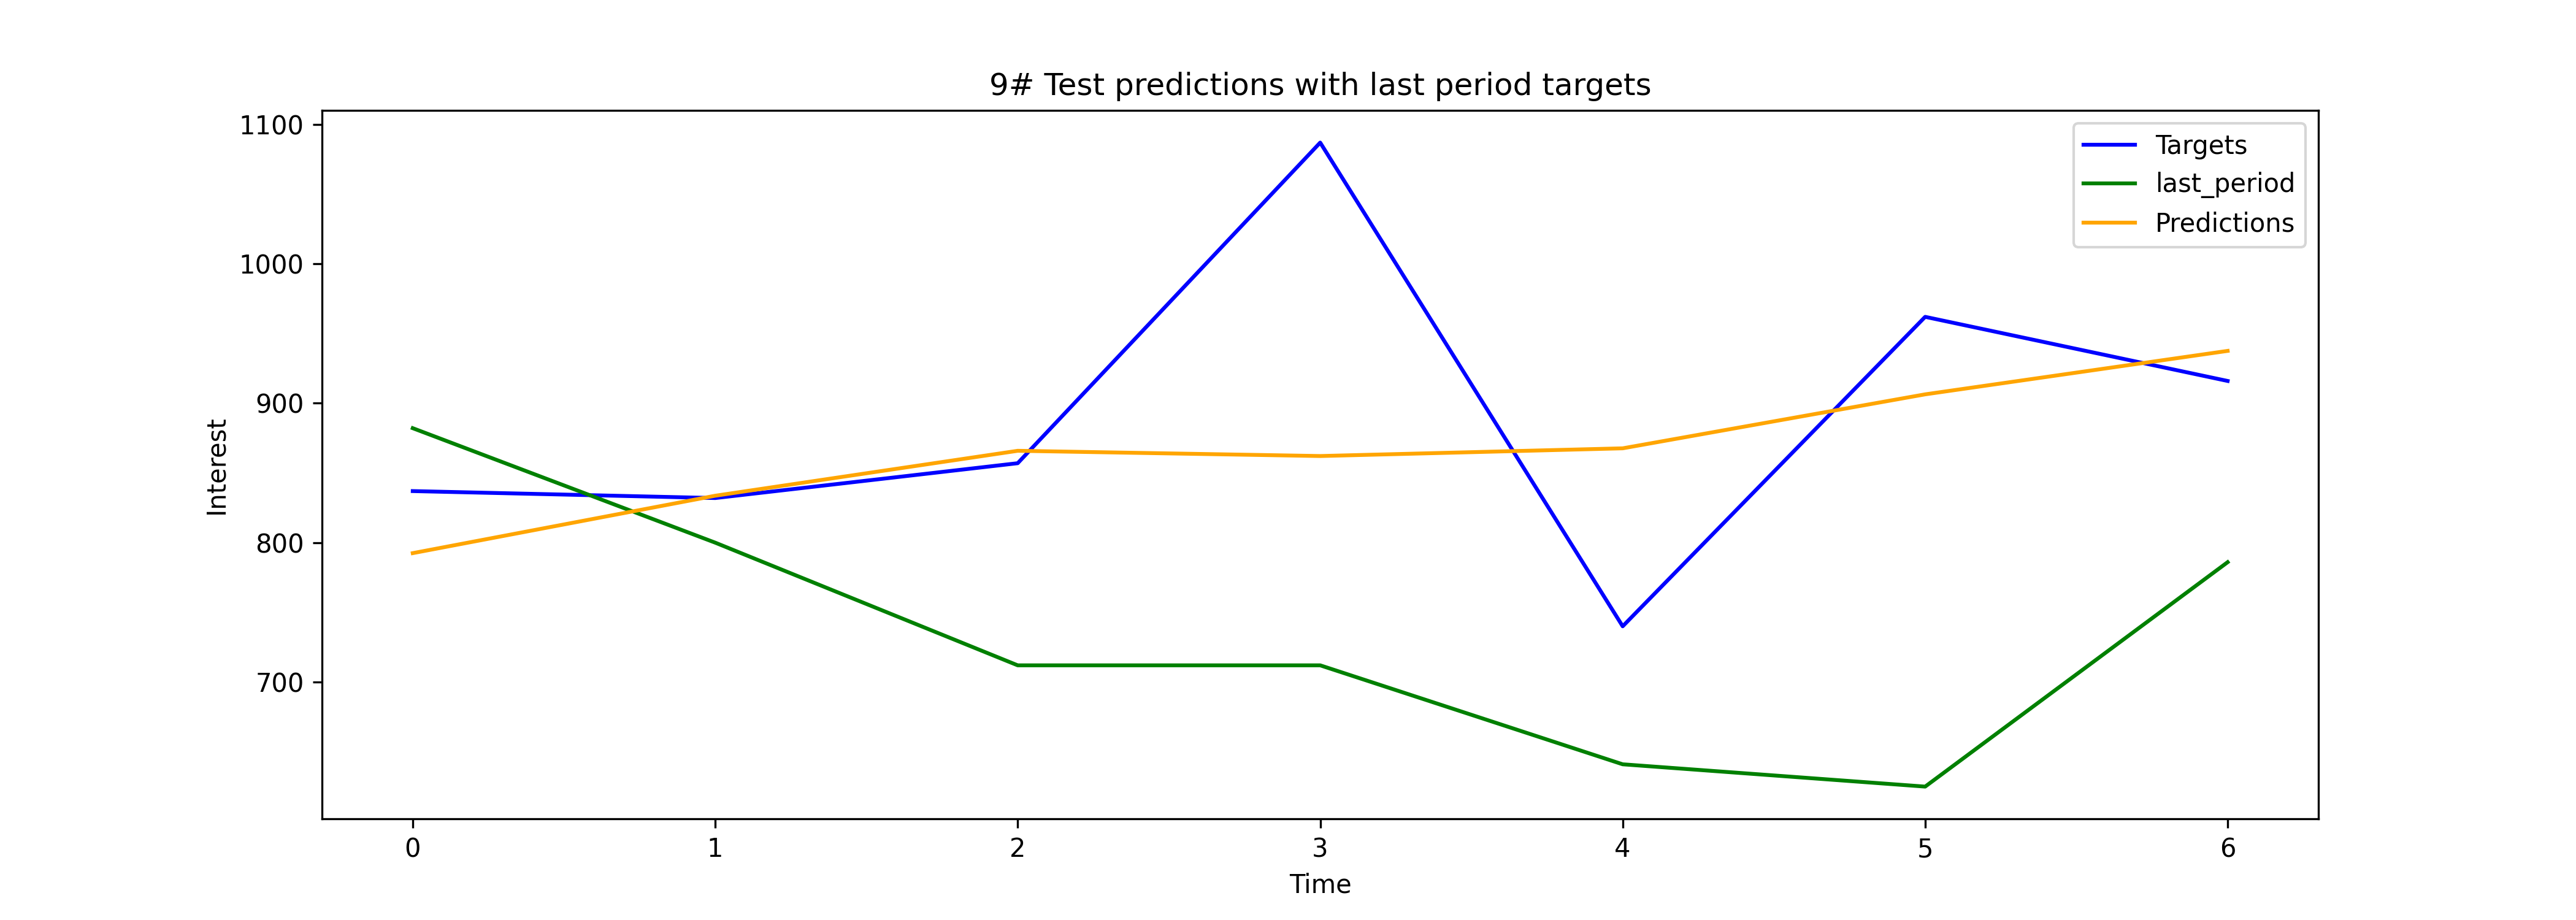 9# Test predictions with last period targets
1100
1000
900
800
700
Interest
Targets
last_period
Predictions
0 1 2 3 4 5 6
Time